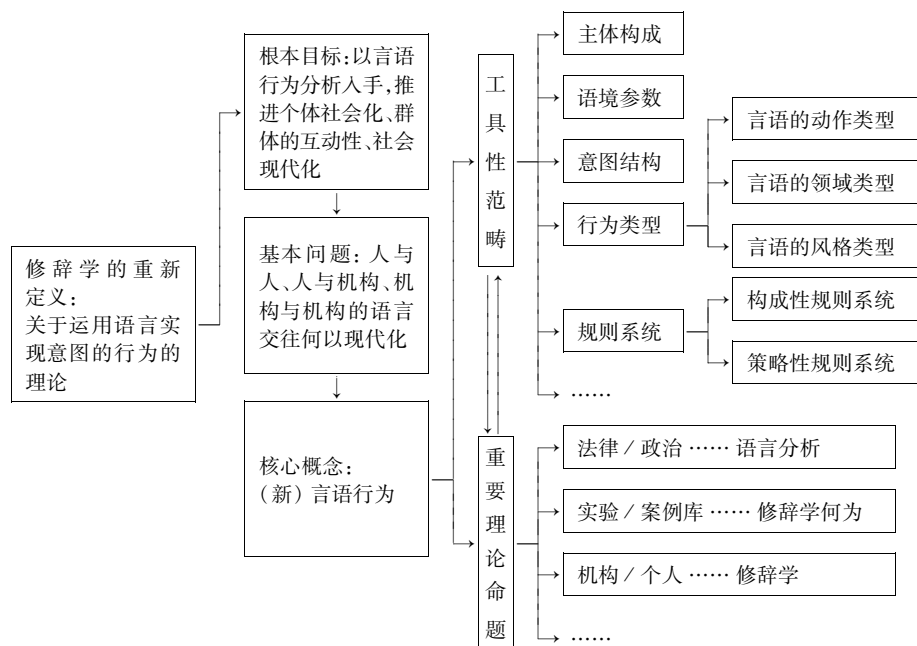 修辞学的重新
定义：
关于运用语言实
现意图的行为的
理论
根本目标：以言语
行为分析入手，推
进个体社会化、群
体的互动性、社会
现代化
基本问题：人与
人、人与机构、机
构与机构的语言
交往何以现代化
核心概念：
（新）言语行为
工具性范畴
主体构成
语境参数
意图结构
行为类型
言语的动作类型
言语的领域类型
言语的风格类型
规则系统
构成性规则系统
策略性规则系统
……
重要理论命题
法律 / 政治 …… 语言分析
实验 / 案例库 …… 修辞学何为
机构 / 个人 …… 修辞学
……